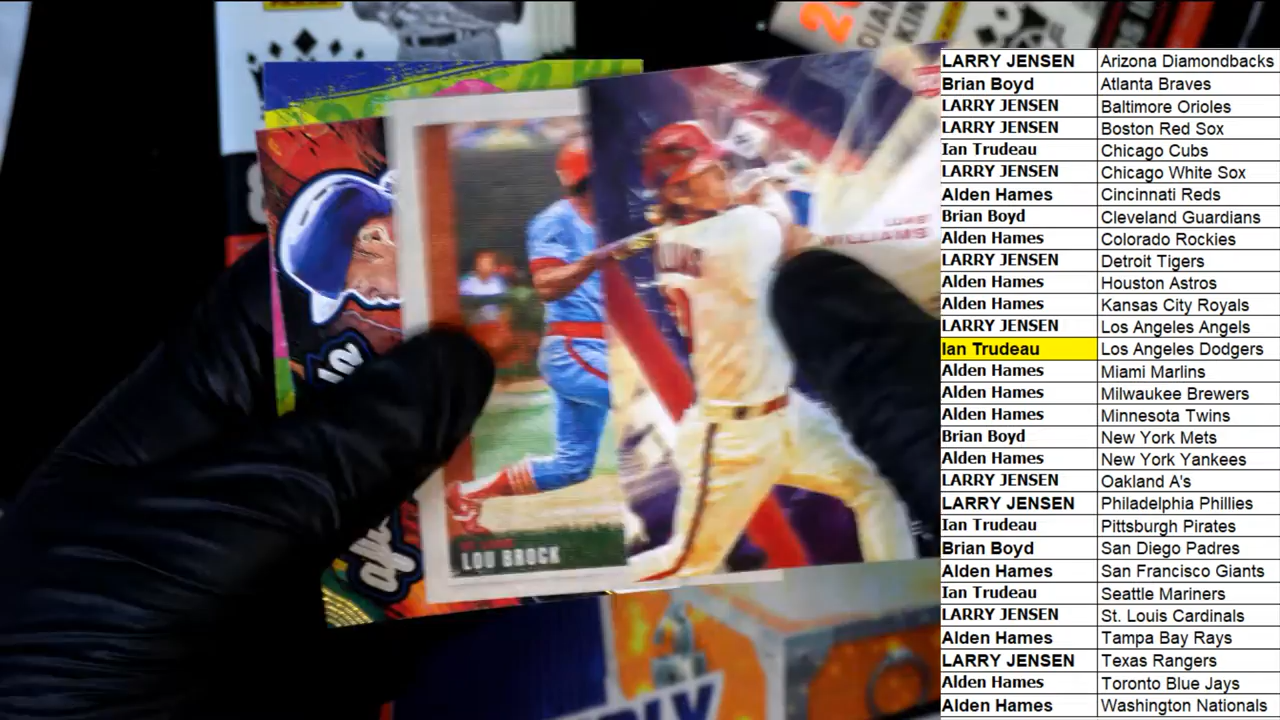 LARRY JENSEN Arizona Diamondbacks
Brian Boyd Atlanta Braves
LARRY JENSEN Baltimore Orioles
LARRY JENSEN Boston Red Sox
Ian Trudeau Chicago Cubs
LARRY JENSEN Chicago White Sox
Alden Hames Cincinnati Reds
Brian Boyd Cleveland Guardians
Alden Hames Colorado Rockies
LARRY JENSEN Detroit Tigers
Alden Hames Houston Astros
Alden Hames Kansas City Royals
LARRY JENSEN Los Angeles Angels
Ian Trudeau Los Angeles Dodgers
Alden Hames Miami Marlins
Alden Hames Milwaukee Brewers
Alden Hames Minnesota Twins
Brian Boyd New York Mets
Alden Hames New York Yankees
LARRY JENSEN Oakland A's
LARRY JENSEN Philadelphia Phillies
Ian Trudeau Pittsburgh Pirates
Brian Boyd San Diego Padres
Alden Hames San Francisco Giants
Ian Trudeau Seattle Mariners
LARRY JENSEN St. Louis Cardinals
Alden Hames Tampa Bay Rays
LARRY JENSEN Texas Rangers
Alden Hames Toronto Blue Jays
Alden Hames Washington Nationals
LUKE
WILLIAMS
LOU BROCK